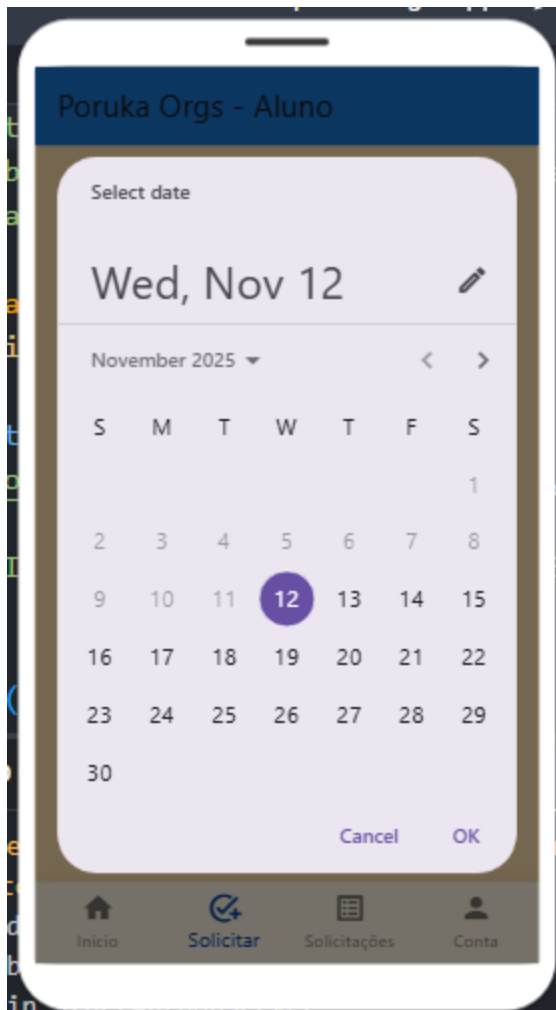 Poruka Orgs - Aluno
Select date
Wed, Nov 12
November 2025
S M T W T F S
1
2 3 4 5 6 7 8
9 10 11 12 13 14 15
16 17 18 19 20 21 22
23 24 25 26 27 28 29
30
Cancel OK
Início Solicitar Solicitações Conta